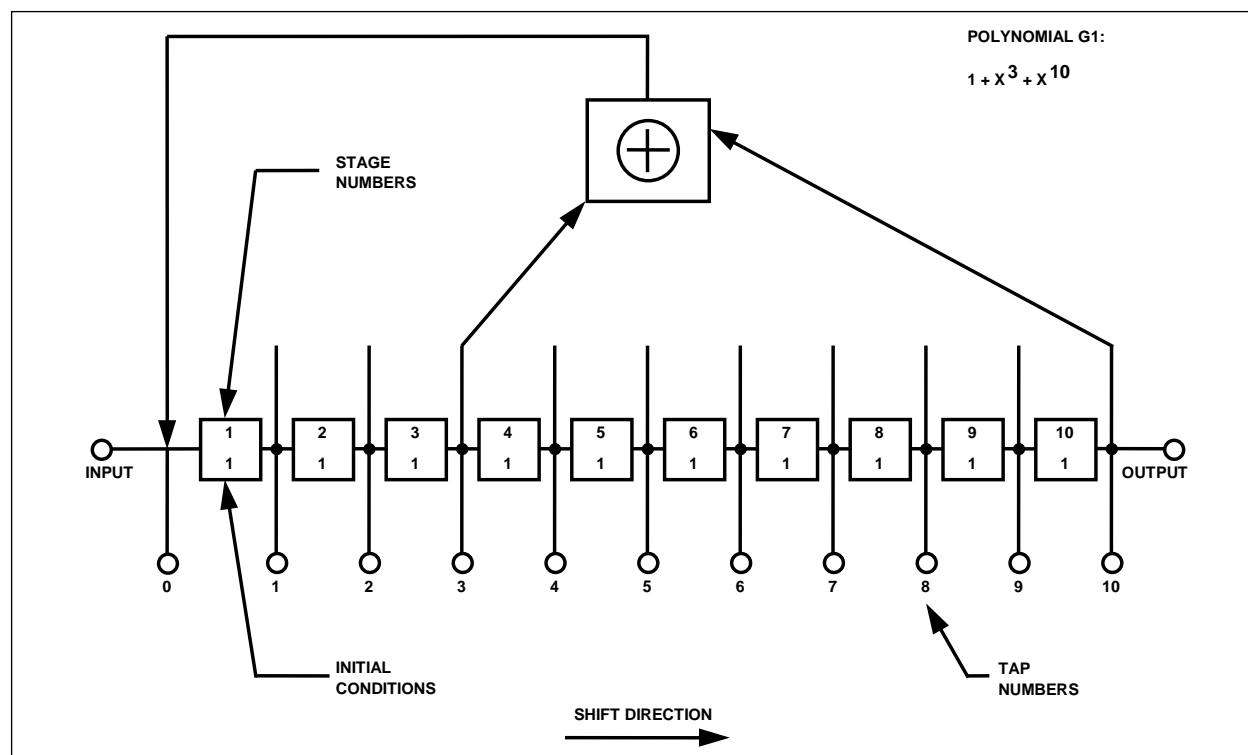 POLYNOMIAL G1:
1 + X^3 + X^10
STAGE
NUMBERS
1 2 3 4 5 6 7 8 9 10
1 1 1 1 1 1 1 1 1 1
INPUT
OUTPUT
0 1 2 3 4 5 6 7 8 9 10
INITIAL
CONDITIONS
TAP
NUMBERS
SHIFT DIRECTION